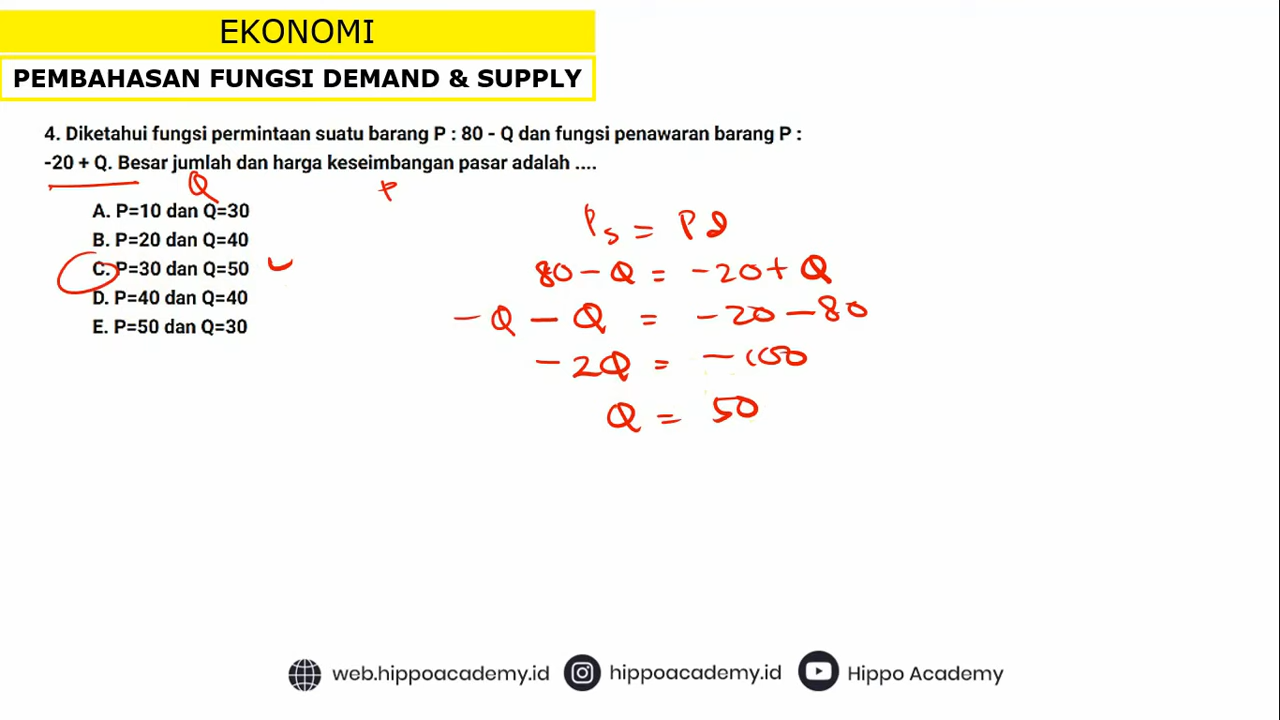 EKONOMI
PEMBAHASAN FUNGSI DEMAND & SUPPLY
4. Diketahui fungsi permintaan suatu barang P : 80 - Q dan fungsi penawaran barang P :
-20 + Q. Besar jumlah dan harga keseimbangan pasar adalah ....
Q P
A. P=10 dan Q=30
B. P=20 dan Q=40
C. P=30 dan Q=50
D. P=40 dan Q=40
E. P=50 dan Q=30
Ps = Pd
80 - Q = -20 + Q
- Q - Q = -20 - 80
- 2Q = - 100
Q = 50
web.hippoacademy.id hippoacademy.id Hippo Academy